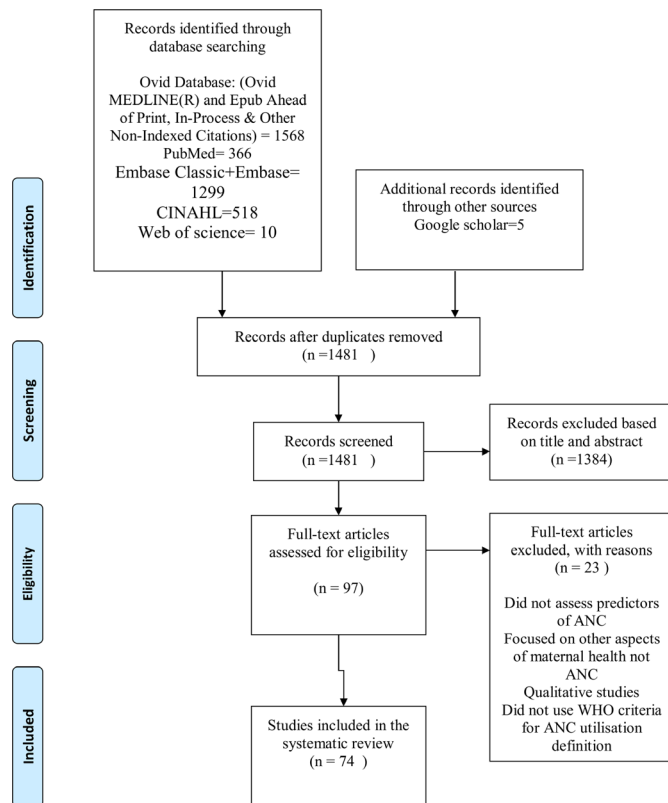 Records identified through
database searching
Ovid Database: (Ovid
MEDLINE(R) and Epub Ahead
of Print, In-Process & Other
Non-Indexed Citations) = 1568
PubMed= 366
Embase Classic+Embase=
1299
CINAHL=518
Web of science= 10
Additional records identified
through other sources
Google scholar=5
Identification
Records after duplicates removed
(n =1481 )
Screening
Records screened
(n =1481 )
Records excluded based
on title and abstract
(n =1384)
Eligibility
Full-text articles
assessed for eligibility
(n = 97)
Full-text articles
excluded, with reasons
(n = 23 )
Did not assess predictors
of ANC
Focused on other aspects
of maternal health not
ANC
Qualitative studies
Did not use WHO criteria
for ANC utilisation
definition
Included
Studies included in the
systematic review
(n = 74 )